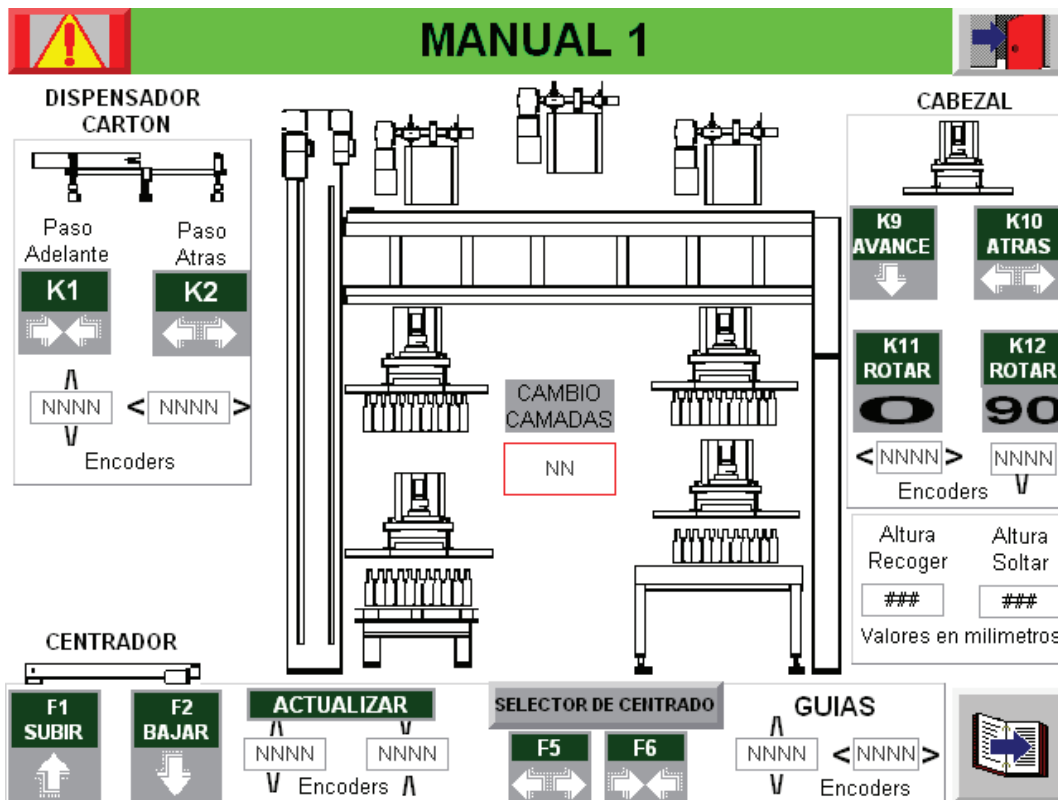 MANUAL 1
DISPENSADOR
CARTON
Paso
Adelante
Paso
Atras
K1
K2
NNNN
< NNNN >
Encoders
CAMBIO
CAMADAS
NN
CABEZAL
K9
AVANCE
K10
ATRAS
K11
ROTAR
0
K12
ROTAR
90
< NNNN >
NNNN
Encoders
Altura
Recoger
Altura
Soltar
###
###
Valores en milimetros
CENTRADOR
F1
SUBIR
F2
BAJAR
ACTUALIZAR
NNNN
NNNN
Encoders
SELECTOR DE CENTRADO
F5
F6
GUIAS
NNNN
< NNNN >
Encoders